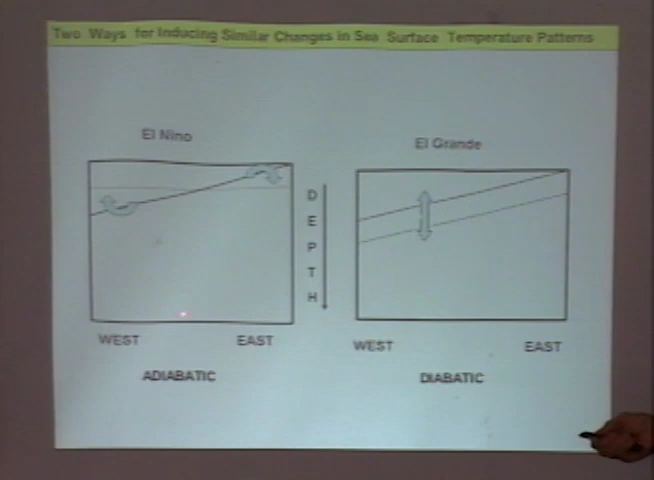 Two Ways for Inducing Similar Changes in Sea Surface Temperature Patterns
El Nino
El Grande
D
E
P
T
H
WEST
EAST
WEST
EAST
ADIABATIC
DIABATIC